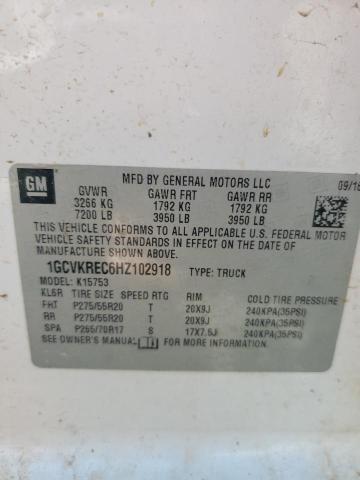 GM
MFD BY GENERAL MOTORS LLC
09/16
GVWR GAWR FRT GAWR RR
3266 KG 1792 KG 1792 KG
7200 LB 3950 LB 3950 LB
THIS VEHICLE CONFORMS TO ALL APPLICABLE U.S. FEDERAL MOTOR
VEHICLE SAFETY STANDARDS IN EFFECT ON THE DATE OF
MANUFACTURE SHOWN ABOVE.
1GCVKREC6HZ102918 TYPE: TRUCK
MODEL: K15753
KL6R TIRE SIZE SPEED RTG RIM COLD TIRE PRESSURE
FRT P275/55R20 T 20X9J 240KPA(35PSI)
RR P275/55R20 T 20X9J 240KPA(35PSI)
SPA P265/70R17 S 17X7.5J 240KPA(35PSI)
SEE OWNER'S MANUAL FOR ADDITIONAL INFORMATION.